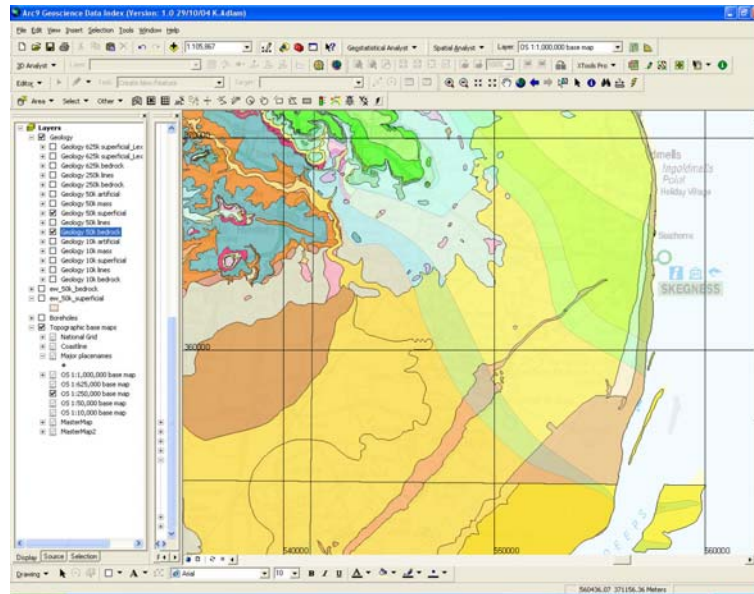 Arc9 Geoscience Data Index (Version: 1.0 29/10/04 K.Adlam)
File Edit View Insert Selection Tools Window Help
1:105,867
Geostatistical Analyst
Spatial Analyst
Layer: OS 1:1,000,000 base map
3D Analyst
Layer:
XTools Pro
Editor
Task: Create New Feature
Target:
Area
Select
Other
Layers
Geology
Geology 625k superficial_Lex
Geology 625k superficial_Lex
Geology 625k bedrock
Geology 250k lines
Geology 250k bedrock
Geology 50k artificial
Geology 50k mass
Geology 50k superficial
Geology 50k lines
Geology 50k bedrock
Geology 10k artificial
Geology 10k mass
Geology 10k superficial
Geology 10k lines
Geology 10k bedrock
ew_50k_bedrock
ew_50k_superficial
Boreholes
Topographic base maps
National Grid
Coastline
Major placenames
OS 1:1,000,000 base map
OS 1:625,000 base map
OS 1:250,000 base map
OS 1:50,000 base map
OS 1:10,000 base map
MasterMap
MasterMap2
dmells
Ingoldmells
Point
Holiday Village
Seathorne
SKEGNESS
360000
DEEPS
540000
550000
560000
Display Source Selection
Drawing
Arial
10
B I U
A
560436.07 371156.36 Meters